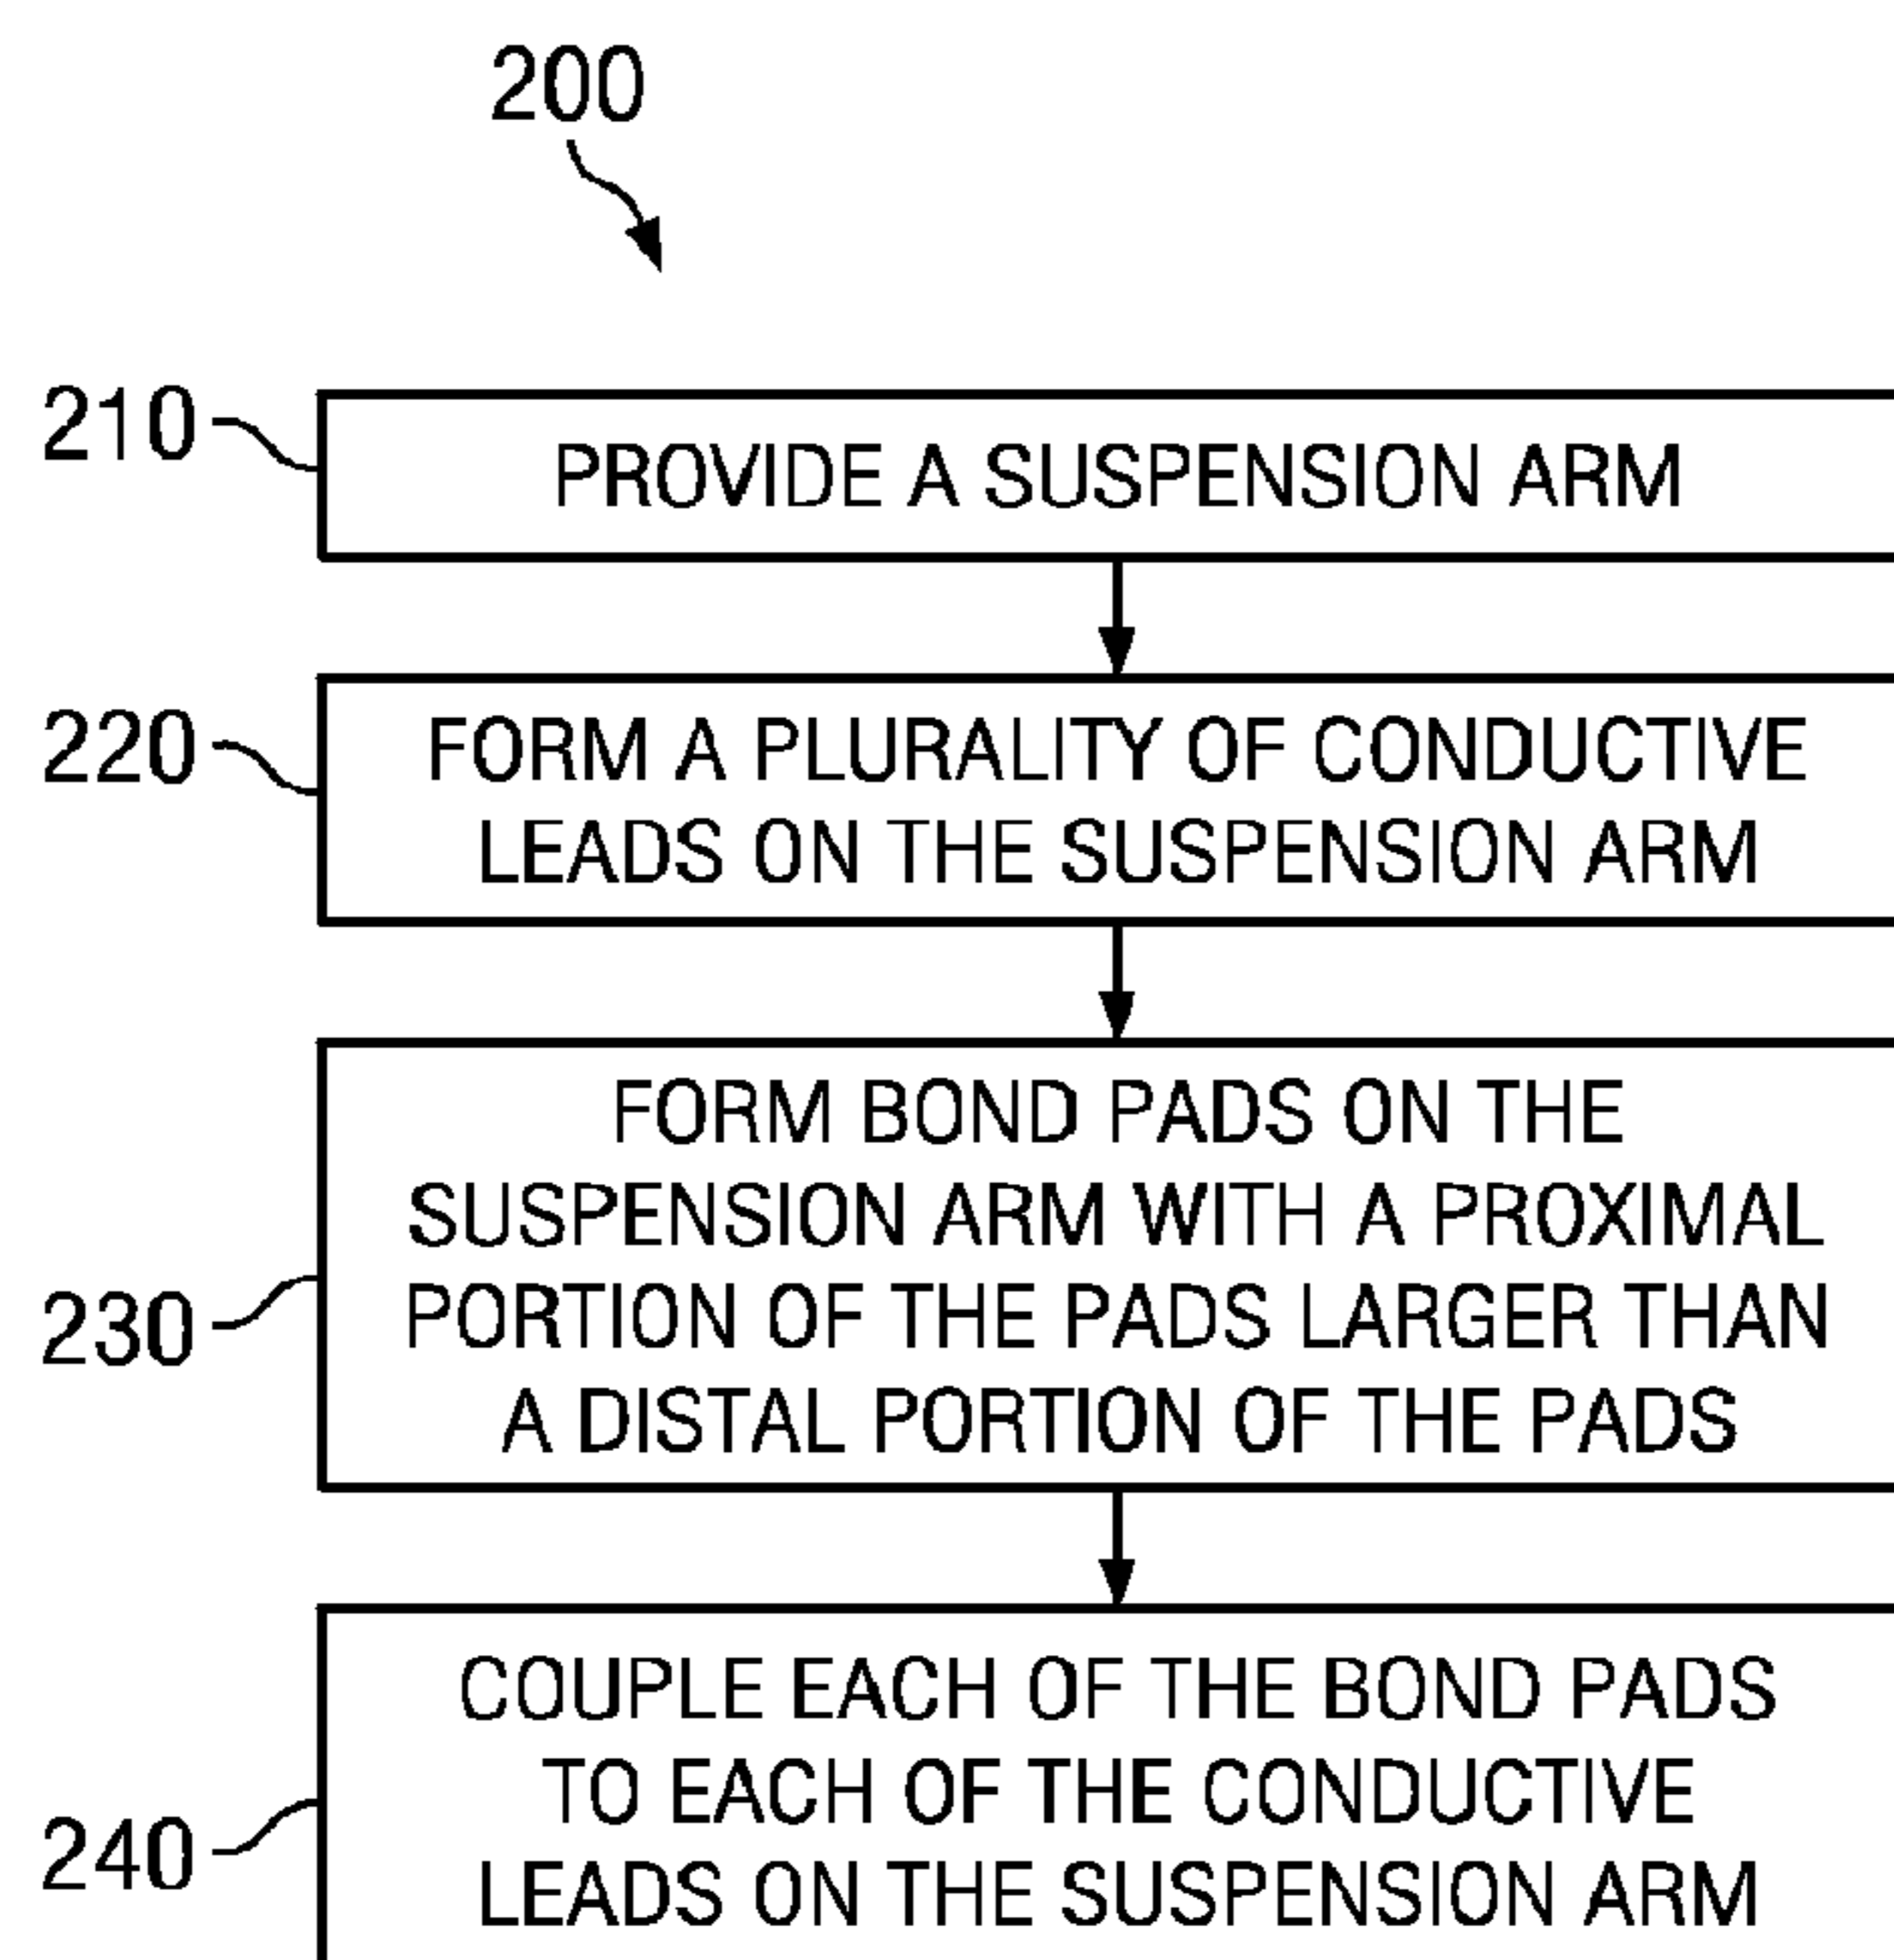 200
210
PROVIDE A SUSPENSION ARM
220
FORM A PLURALITY OF CONDUCTIVE
LEADS ON THE SUSPENSION ARM
230
FORM BOND PADS ON THE
SUSPENSION ARM WITH A PROXIMAL
PORTION OF THE PADS LARGER THAN
A DISTAL PORTION OF THE PADS
240
COUPLE EACH OF THE BOND PADS
TO EACH OF THE CONDUCTIVE
LEADS ON THE SUSPENSION ARM